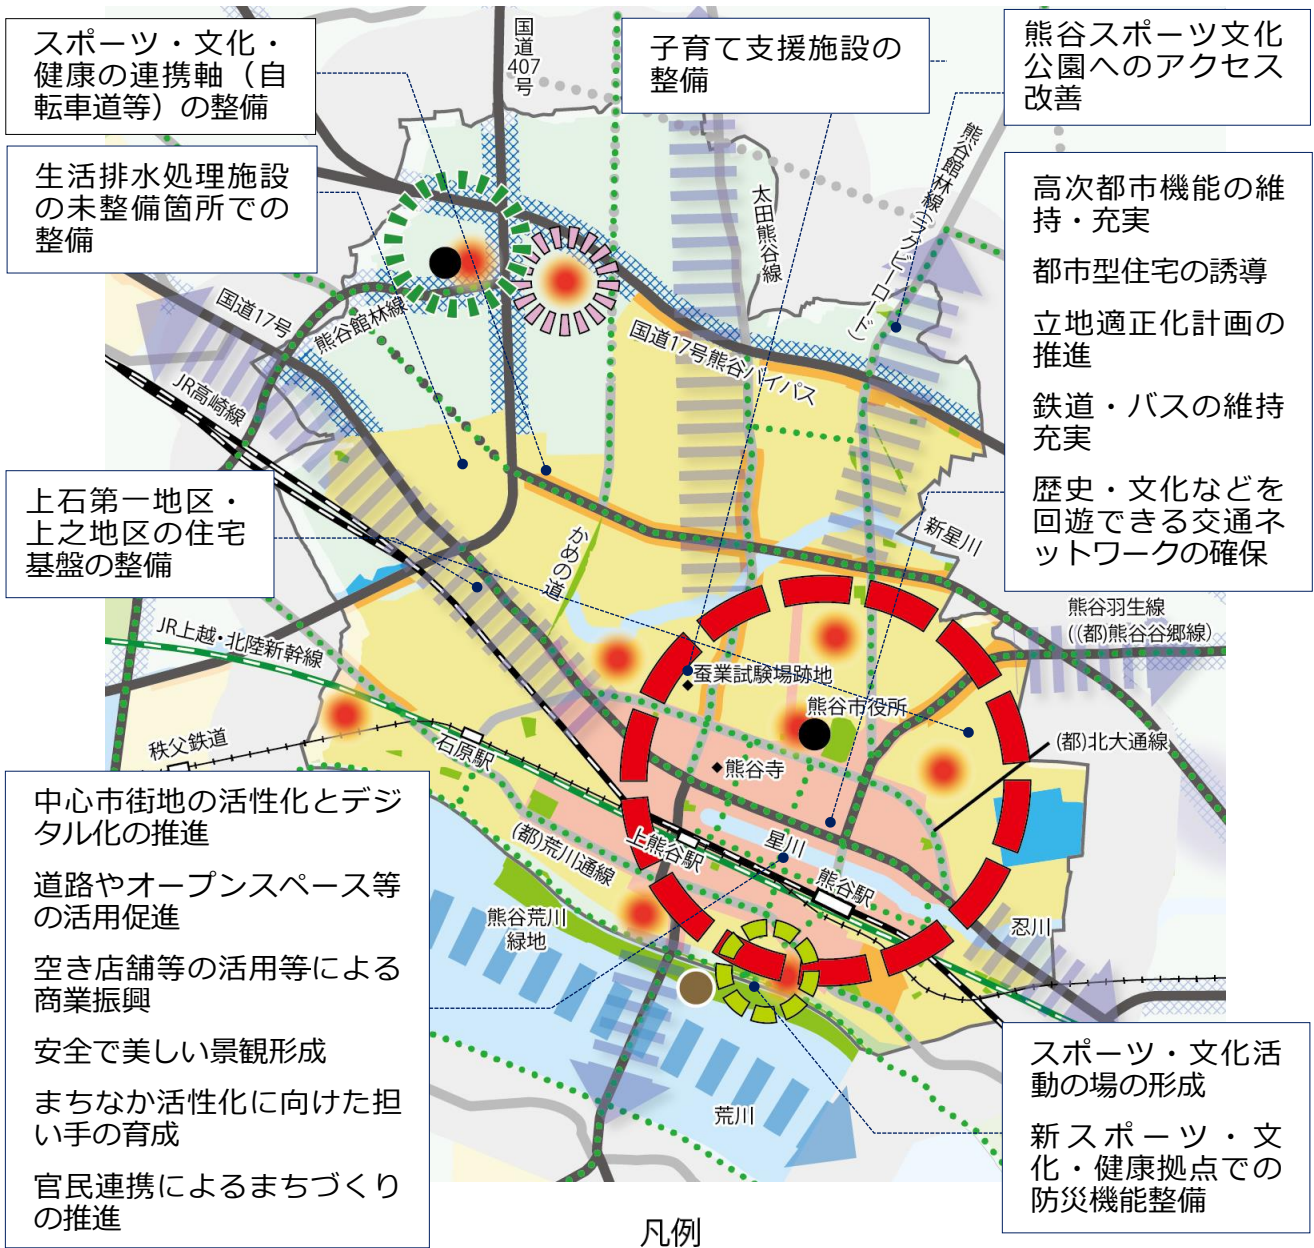 スポーツ・文化・
健康の連携軸（自
転車道等）の整備
生活排水処理施設
の未整備箇所での
整備
国道407号
子育て支援施設の
整備
熊谷スポーツ文化
公園へのアクセス
改善
高次都市機能の維
持・充実
都市型住宅の誘導
立地適正化計画の
推進
鉄道・バスの維持
充実
歴史・文化などを
回遊できる交通ネ
ットワークの確保
太田熊谷線
熊谷館林線(ラグビーロード)
国道17号
熊谷館林線
国道17号熊谷バイパス
JR高崎線
上石第一地区・
上之地区の住宅
基盤の整備
かめの道
新星川
熊谷羽生線
((都)熊谷谷郷線)
JR上越・北陸新幹線
蚕業試験場跡地
熊谷市役所
(都)北大通線
秩父鉄道
石原駅
熊谷寺
上熊谷駅
星川
熊谷駅
(都)荒川通線
熊谷荒川
緑地
忍川
荒川
中心市街地の活性化とデジ
タル化の推進
道路やオープンスペース等
の活用促進
空き店舗等の活用等による
商業振興
安全で美しい景観形成
まちなか活性化に向けた担
い手の育成
官民連携によるまちづくり
の推進
スポーツ・文化活
動の場の形成
新スポーツ・文
化・健康拠点での
防災機能整備
凡例